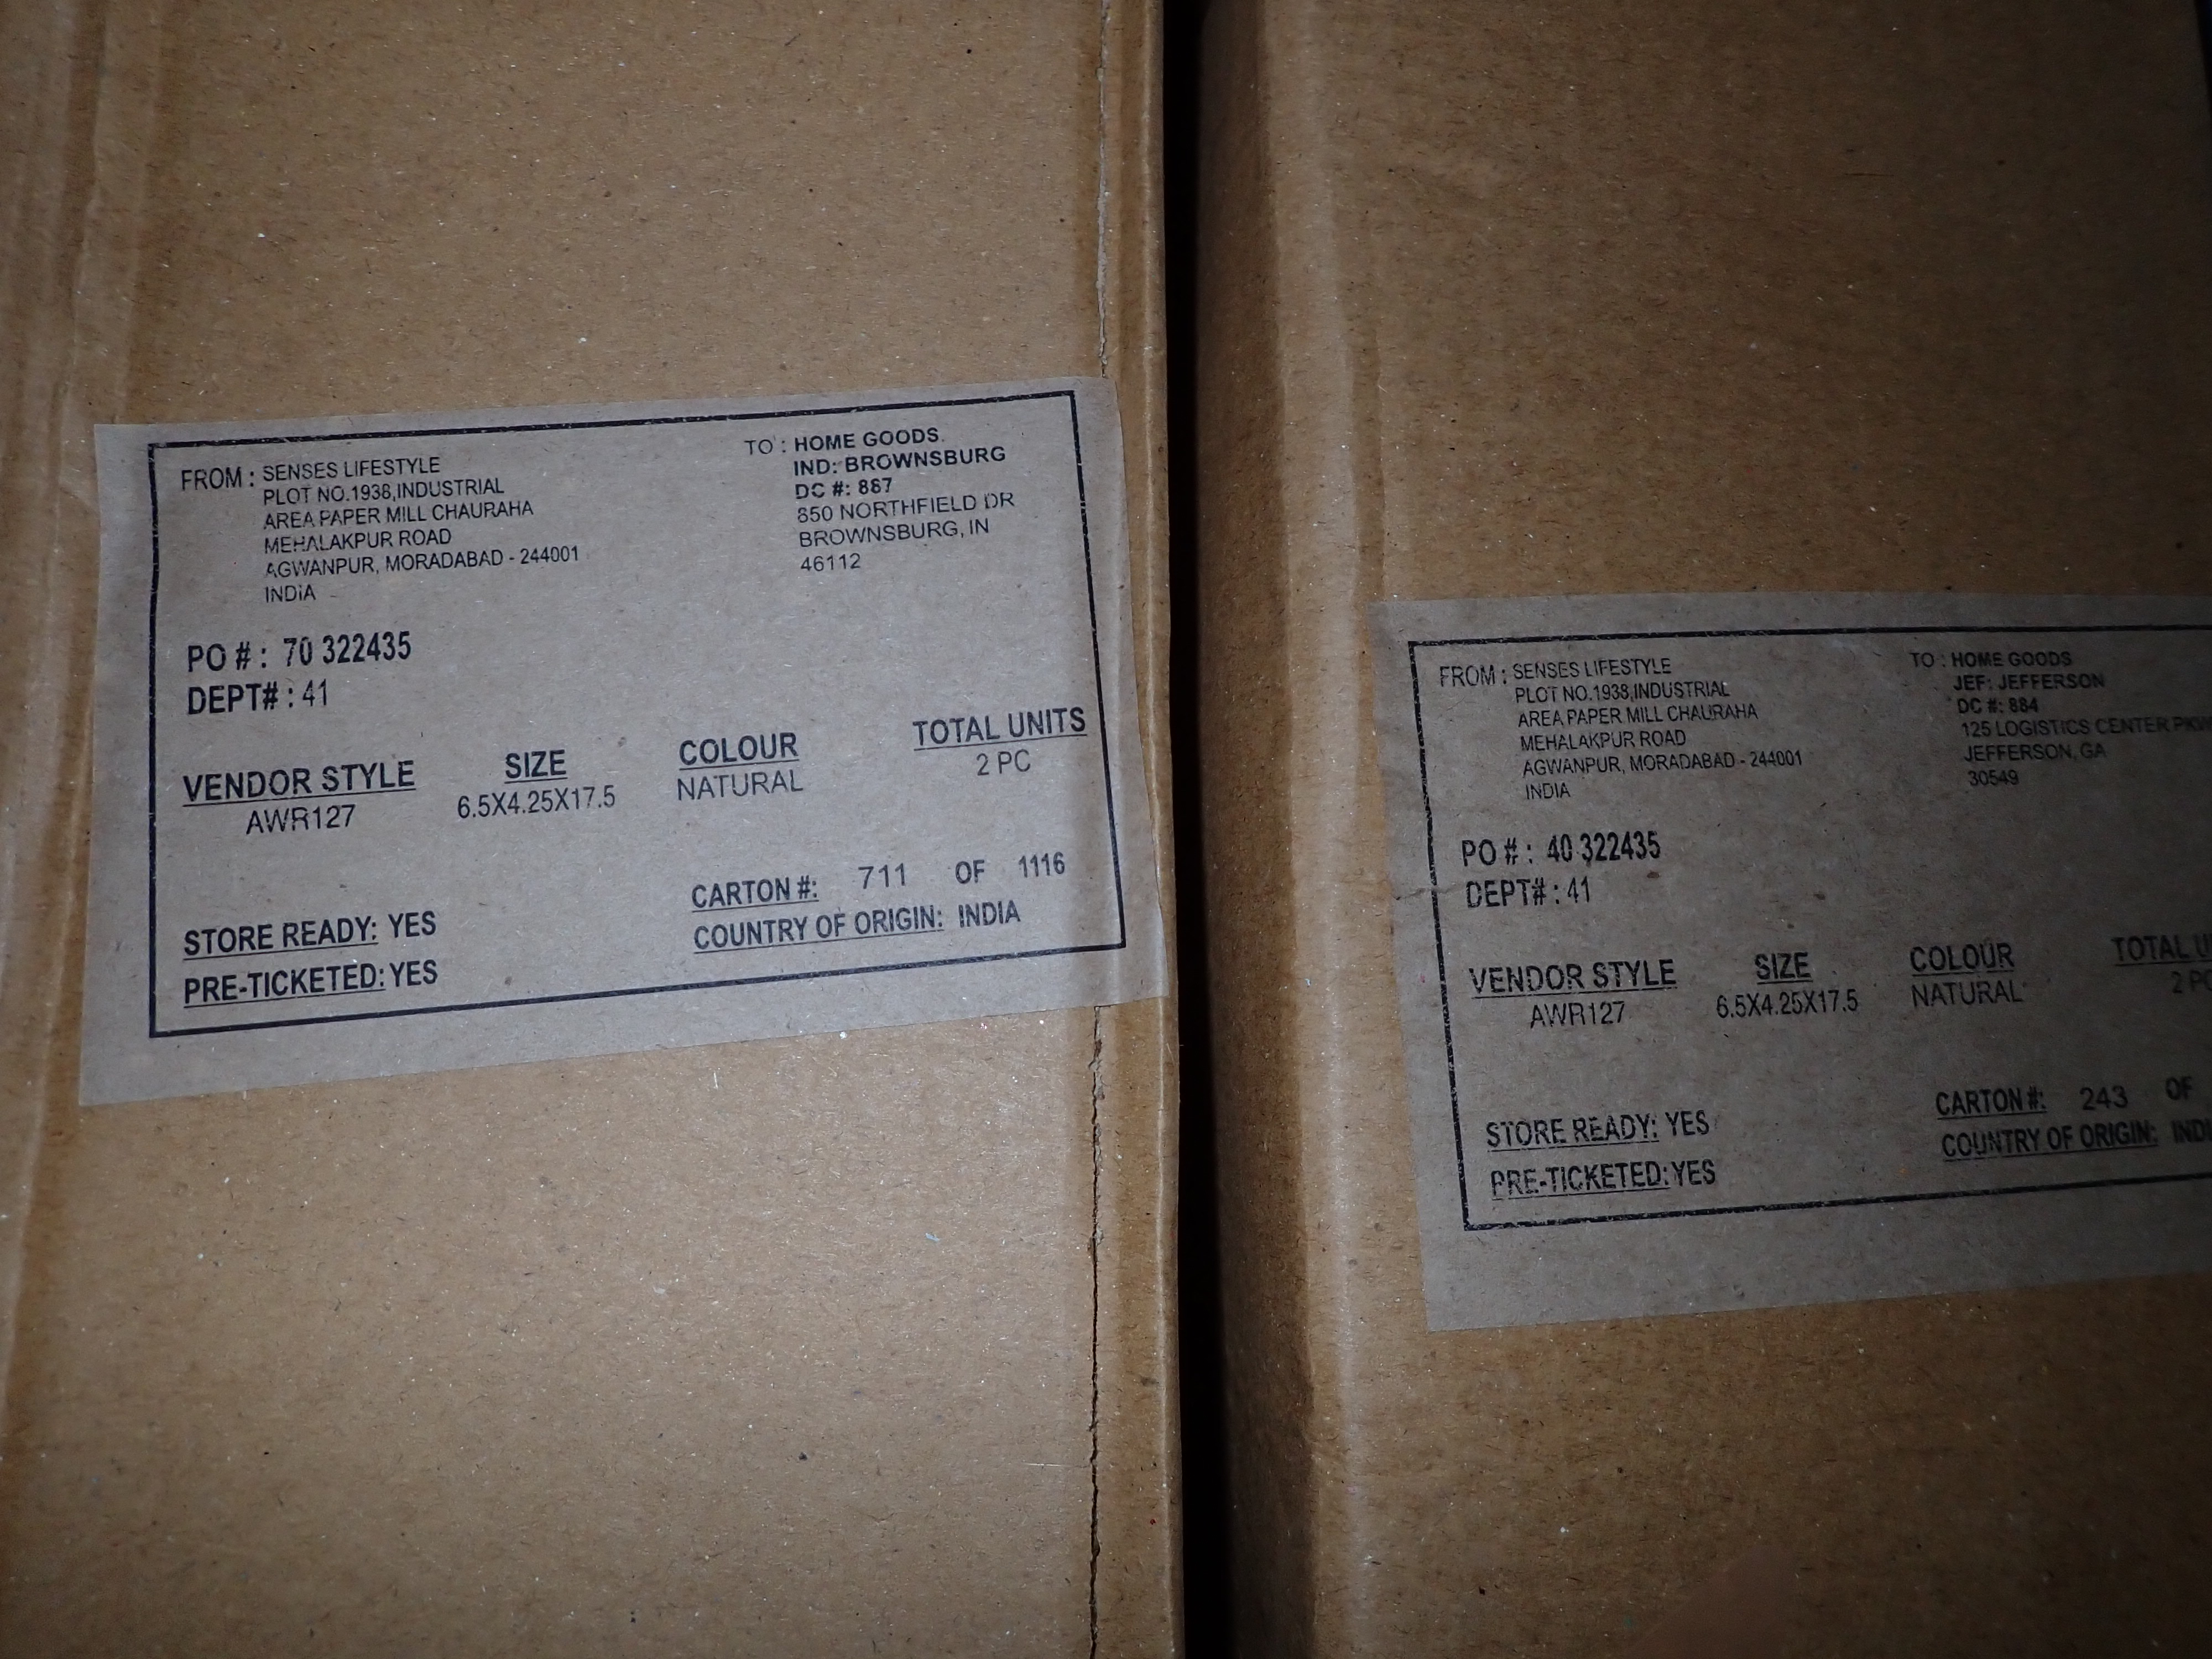 FROM : SENSES LIFESTYLE
PLOT NO.1938,INDUSTRIAL
AREA PAPER MILL CHAURAHA
MEHALAKPUR ROAD
AGWANPUR, MORADABAD - 244001
INDIA
TO : HOME GOODS.
IND: BROWNSBURG
DC #: 887
850 NORTHFIELD DR
BROWNSBURG, IN
46112
PO # : 70 322435
DEPT# : 41
VENDOR STYLE SIZE COLOUR TOTAL UNITS
AWR127 6.5X4.25X17.5 NATURAL 2 PC
CARTON #: 711 OF 1116
STORE READY: YES COUNTRY OF ORIGIN: INDIA
PRE-TICKETED: YES
FROM : SENSES LIFESTYLE
PLOT NO.1938,INDUSTRIAL
AREA PAPER MILL CHAURAHA
MEHALAKPUR ROAD
AGWANPUR, MORADABAD - 244001
INDIA
TO : HOME GOODS
JEF: JEFFERSON
DC #: 884
125 LOGISTICS CENTER
JEFFERSON, GA
30549
PO # : 40 322435
DEPT# : 41
VENDOR STYLE SIZE COLOUR TOTAL
AWR127 6.5X4.25X17.5 NATURAL 2
CARTON #: 243 OF
STORE READY: YES COUNTRY OF ORIGIN:
PRE-TICKETED: YES